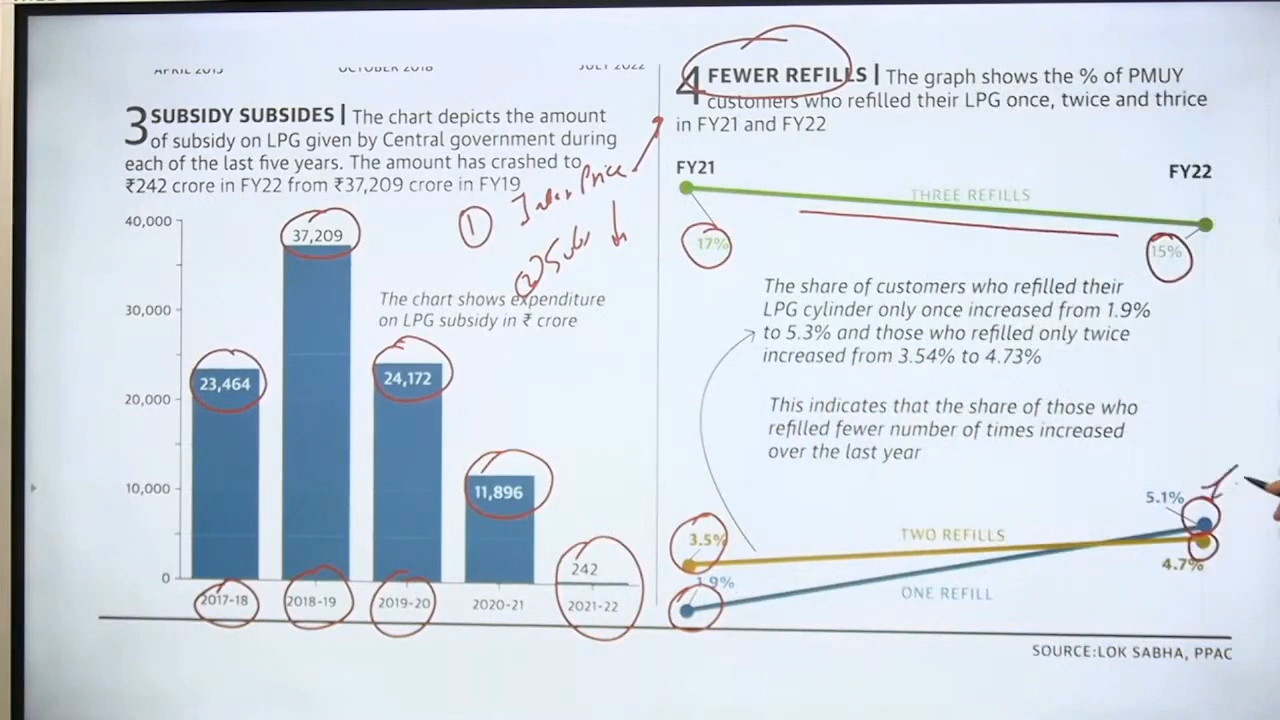 3 SUBSIDY SUBSIDES | The chart depicts the amount
of subsidy on LPG given by Central government during
each of the last five years. The amount has crashed to
₹242 crore in FY22 from ₹37,209 crore in FY19
40,000
30,000
20,000
10,000
0
The chart shows expenditure
on LPG subsidy in ₹ crore
23,464
37,209
24,172
11,896
242
2017-18
2018-19
2019-20
2020-21
2021-22
APRIL 2015
OCTOBER 2018
JULY 2022
1
Price
2
4 FEWER REFILLS | The graph shows the % of PMUY
customers who refilled their LPG once, twice and thrice
in FY21 and FY22
FY21
FY22
THREE REFILLS
17%
15%
The share of customers who refilled their
LPG cylinder only once increased from 1.9%
to 5.3% and those who refilled only twice
increased from 3.54% to 4.73%
This indicates that the share of those who
refilled fewer number of times increased
over the last year
5.1%
3.5%
TWO REFILLS
4.7%
1.9%
ONE REFILL
SOURCE:LOK SABHA, PPAC